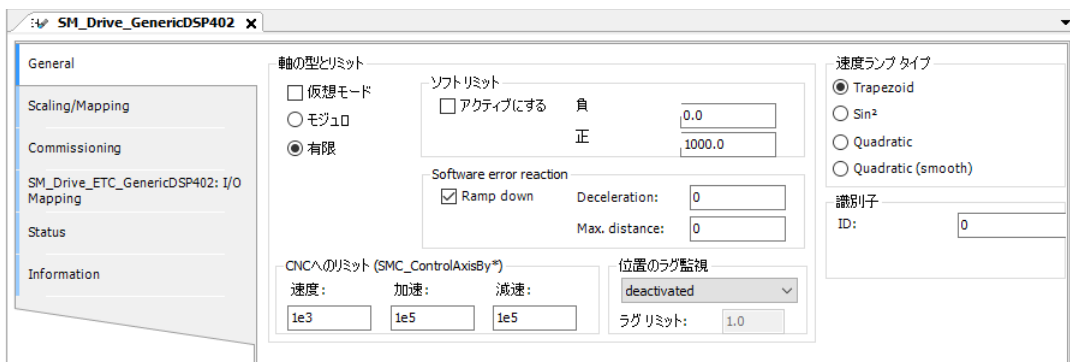 SM_Drive_GenericDSP402
General
Scaling/Mapping
Commissioning
SM_Drive_ETC_GenericDSP402: I/O
Mapping
Status
Information
軸の型とリミット
仮想モード
モジュロ
有限
ソフトリミット
アクティブにする
負
0.0
正
1000.0
Software error reaction
Ramp down
Deceleration:
0
Max. distance:
0
CNCへのリミット (SMC_ControlAxisBy*)
速度:
加速:
減速:
1e3
1e5
1e5
位置のラグ監視
deactivated
ラグ リミット:
1.0
速度ランプ タイプ
Trapezoid
Sin²
Quadratic
Quadratic (smooth)
識別子
ID:
0